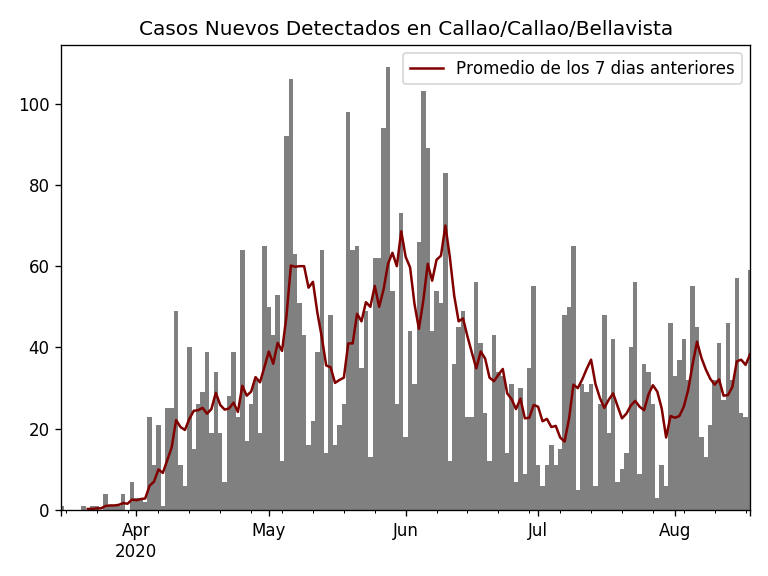 Casos Nuevos Detectados en Callao/Callao/Bellavista
Promedio de los 7 dias anteriores
100
80
60
40
20
0
Apr
2020
May
Jun
Jul
Aug